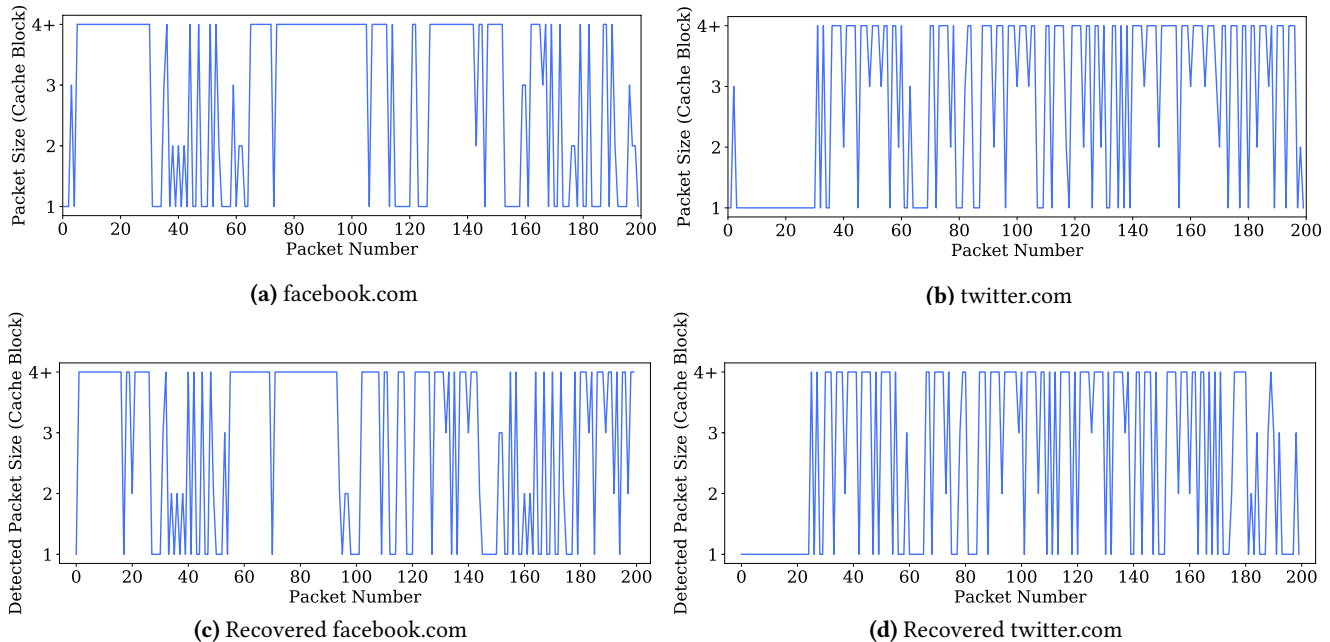 Packet Size (Cache Block)
4+
3
2
1
0 20 40 60 80 100 120 140 160 180 200
Packet Number
(a) facebook.com
Packet Size (Cache Block)
4+
3
2
1
0 20 40 60 80 100 120 140 160 180 200
Packet Number
(b) twitter.com
Detected Packet Size (Cache Block)
4+
3
2
1
0 20 40 60 80 100 120 140 160 180 200
Packet Number
(c) Recovered facebook.com
Detected Packet Size (Cache Block)
4+
3
2
1
0 20 40 60 80 100 120 140 160 180 200
Packet Number
(d) Recovered twitter.com